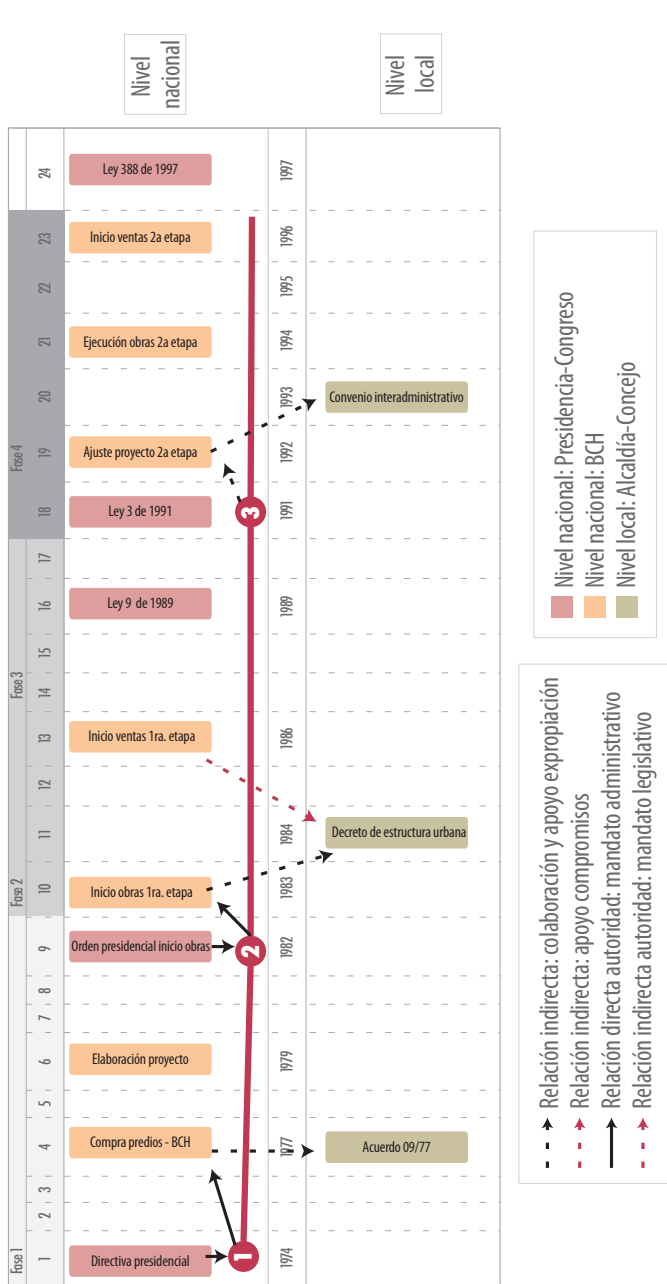 Fase 1
Fase 2
Fase 3
Fase 4
1
2
3
4
5
6
7
8
9
10
11
12
13
14
15
16
17
18
19
20
21
22
23
24
Nivel
nacional
Directiva presidencial
Compra predios - BCH
Elaboración proyecto
Orden presidencial inicio obras
Inicio obras 1ra. etapa
Inicio ventas 1ra. etapa
Ley 9 de 1989
Ley 3 de 1991
Ajuste proyecto 2a etapa
Ejecución obras 2a etapa
Inicio ventas 2a etapa
Ley 388 de 1997
1
2
3
1974
1977
1979
1982
1983
1984
1986
1989
1991
1992
1993
1994
1995
1996
1997
Nivel
local
Acuerdo 09/77
Decreto de estructura urbana
Convenio interadministrativo
Relación indirecta: colaboración y apoyo expropiación
Relación indirecta: apoyo compromisos
Relación directa autoridad: mandato administrativo
Relación indirecta autoridad: mandato legislativo
Nivel nacional: Presidencia-Congreso
Nivel nacional: BCH
Nivel local: Alcaldía-Concejo